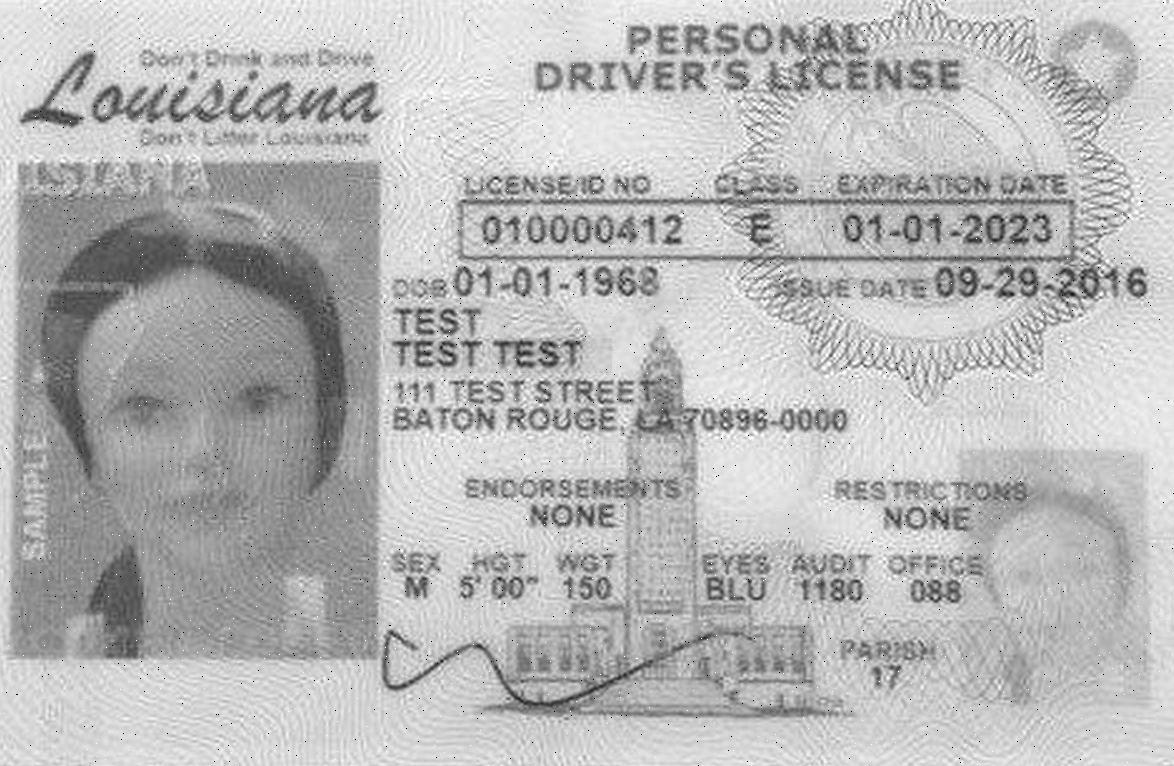 Don't Drink and Drive
Louisiana
Don't Litter Louisiana
PERSONAL
DRIVER'S LICENSE
LICENSE/ID NO CLASS EXPIRATION DATE
010000412 E 01-01-2023
DOB 01-01-1968 ISSUE DATE 09-29-2016
TEST
TEST TEST
111 TEST STREET
BATON ROUGE, LA 70896-0000
ENDORSEMENTS RESTRICTIONS
NONE NONE
SEX HGT WGT EYES AUDIT OFFICE
M 5'00" 150 BLU 1180 088
PARISH
17
SAMPLE